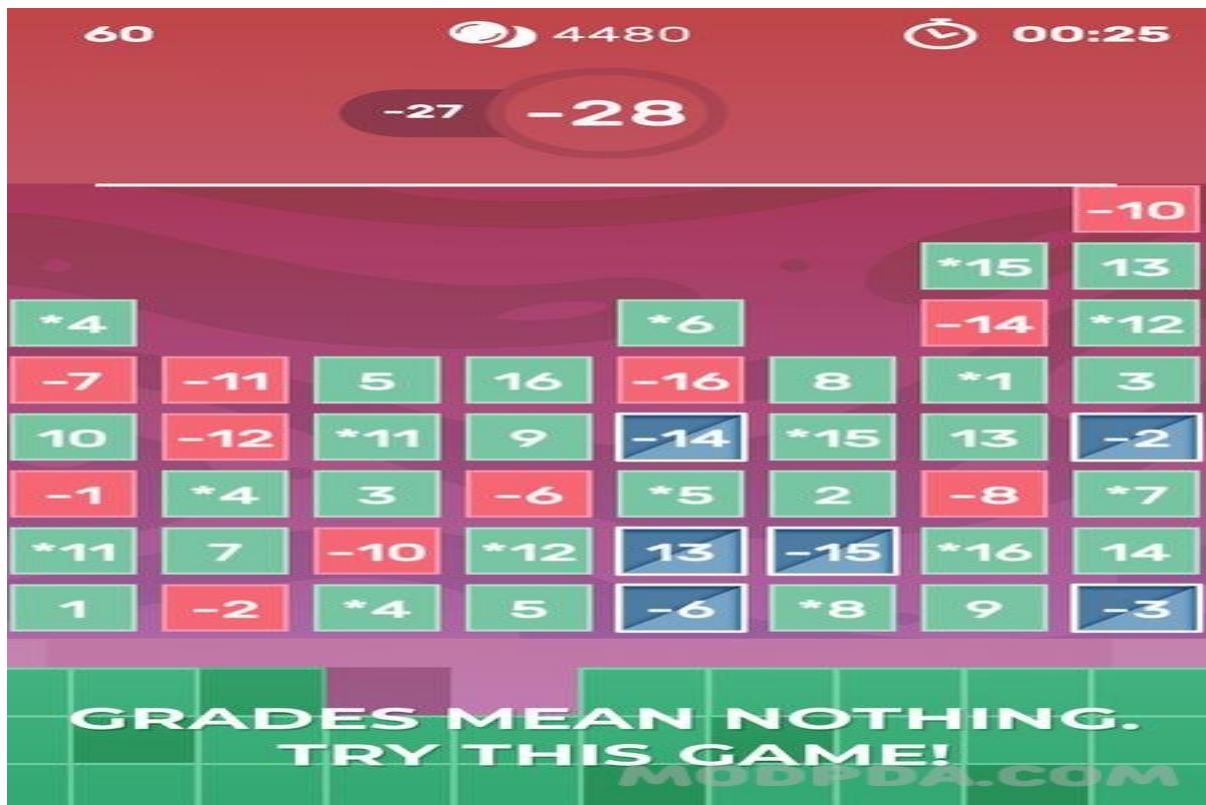 60 4480 00:25
-27 -28
-10
*15 13
*4 *6 -14 *12
-7 -11 5 16 -16 8 *1 3
10 -12 *11 9 -14 *15 13 -2
-1 *4 3 -6 *5 2 -8 *7
*11 7 -10 *12 13 -15 *16 14
1 -2 *4 5 -6 *8 9 -3
GRADES MEAN NOTHING.
TRY THIS GAME!
MODPDA.COM